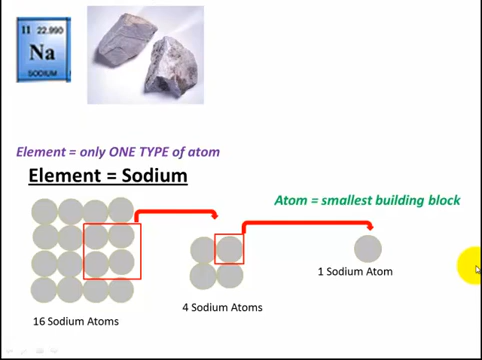 11 22.990
Na
SODIUM
Element = only ONE TYPE of atom
Element = Sodium
Atom = smallest building block
1 Sodium Atom
4 Sodium Atoms
16 Sodium Atoms